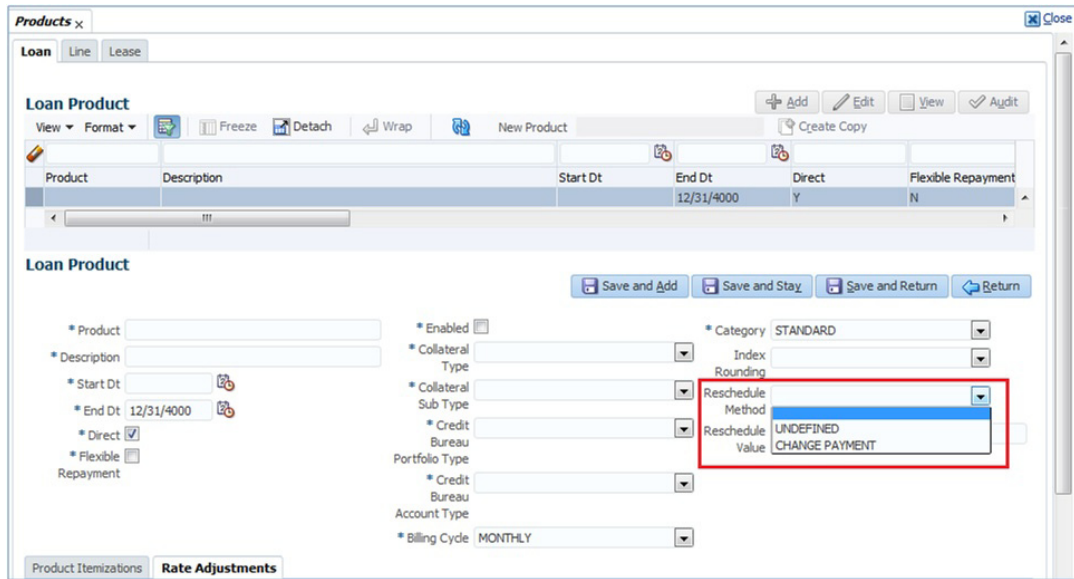 Products
Close
Loan Line Lease
Loan Product
Add Edit View Audit
View Format Freeze Detach Wrap New Product Create Copy
Product Description Start Dt End Dt Direct Flexible Repayment
12/31/4000 Y N
Loan Product
Save and Add Save and Stay Save and Return Return
* Product
* Description
* Start Dt
* End Dt 12/31/4000
* Direct
* Flexible
Repayment
* Enabled
* Collateral
Type
* Collateral
Sub Type
* Credit
Bureau
Portfolio Type
* Credit
Bureau
Account Type
* Billing Cycle MONTHLY
* Category STANDARD
Index
Rounding
Reschedule
Method
Reschedule
Value
UNDEFINED
CHANGE PAYMENT
Product Itemizations Rate Adjustments